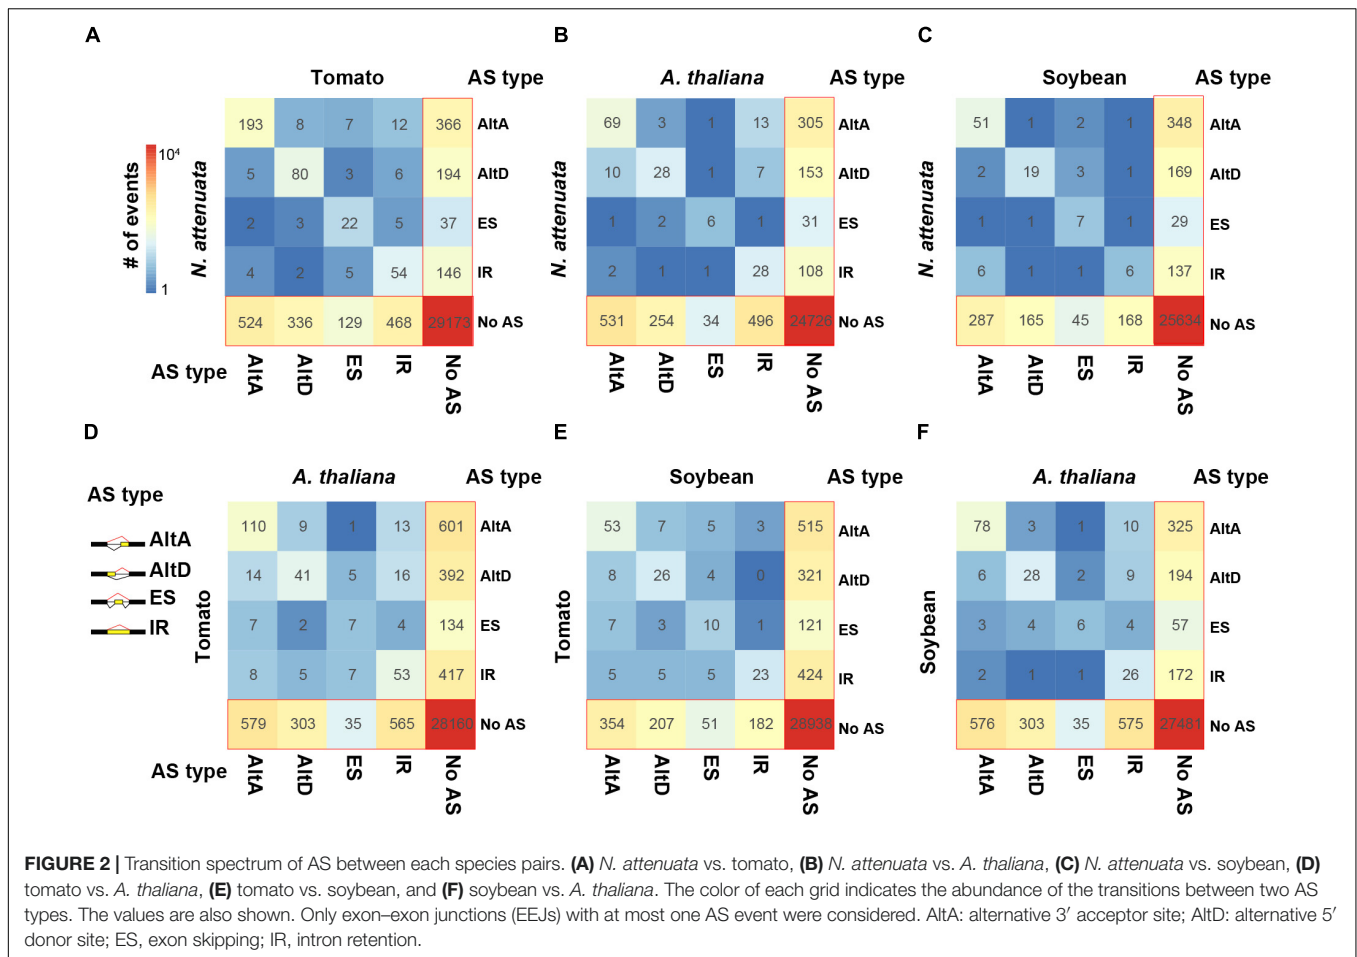 A
B
C
Tomato
AS type
A. thaliana
AS type
Soybean
AS type
193 8 7 12 366 AltA
5 80 3 6 194 AltD
2 3 22 5 37 ES
4 2 5 54 146 IR
524 336 129 468 29173 No AS
N. attenuata
# of events
10⁴
1
AS type
AltA AltD ES IR No AS
69 3 1 13 305 AltA
10 28 1 7 153 AltD
1 2 6 1 31 ES
2 1 1 28 108 IR
531 254 34 496 24726 No AS
N. attenuata
AltA AltD ES IR No AS
51 1 2 1 348 AltA
2 19 3 1 169 AltD
1 1 7 1 29 ES
6 1 1 6 137 IR
287 165 45 168 25634 No AS
N. attenuata
AltA AltD ES IR No AS
D
E
F
A. thaliana
AS type
Soybean
AS type
A. thaliana
AS type
AS type
AltA
AltD
ES
IR
110 9 1 13 601 AltA
14 41 5 16 392 AltD
7 2 7 4 134 ES
8 5 7 53 417 IR
579 303 35 565 28160 No AS
Tomato
AS type
AltA AltD ES IR No AS
53 7 5 3 515 AltA
8 26 4 0 321 AltD
7 3 10 1 121 ES
5 5 5 23 424 IR
354 207 51 182 28938 No AS
Tomato
AltA AltD ES IR No AS
78 3 1 10 325 AltA
6 28 2 9 194 AltD
3 4 6 4 57 ES
2 1 1 26 172 IR
576 303 35 575 27481 No AS
Soybean
AltA AltD ES IR No AS
FIGURE 2 | Transition spectrum of AS between each species pairs. (A) N. attenuata vs. tomato, (B) N. attenuata vs. A. thaliana, (C) N. attenuata vs. soybean, (D)
tomato vs. A. thaliana, (E) tomato vs. soybean, and (F) soybean vs. A. thaliana. The color of each grid indicates the abundance of the transitions between two AS
types. The values are also shown. Only exon–exon junctions (EEJs) with at most one AS event were considered. AltA: alternative 3′ acceptor site; AltD: alternative 5′
donor site; ES, exon skipping; IR, intron retention.